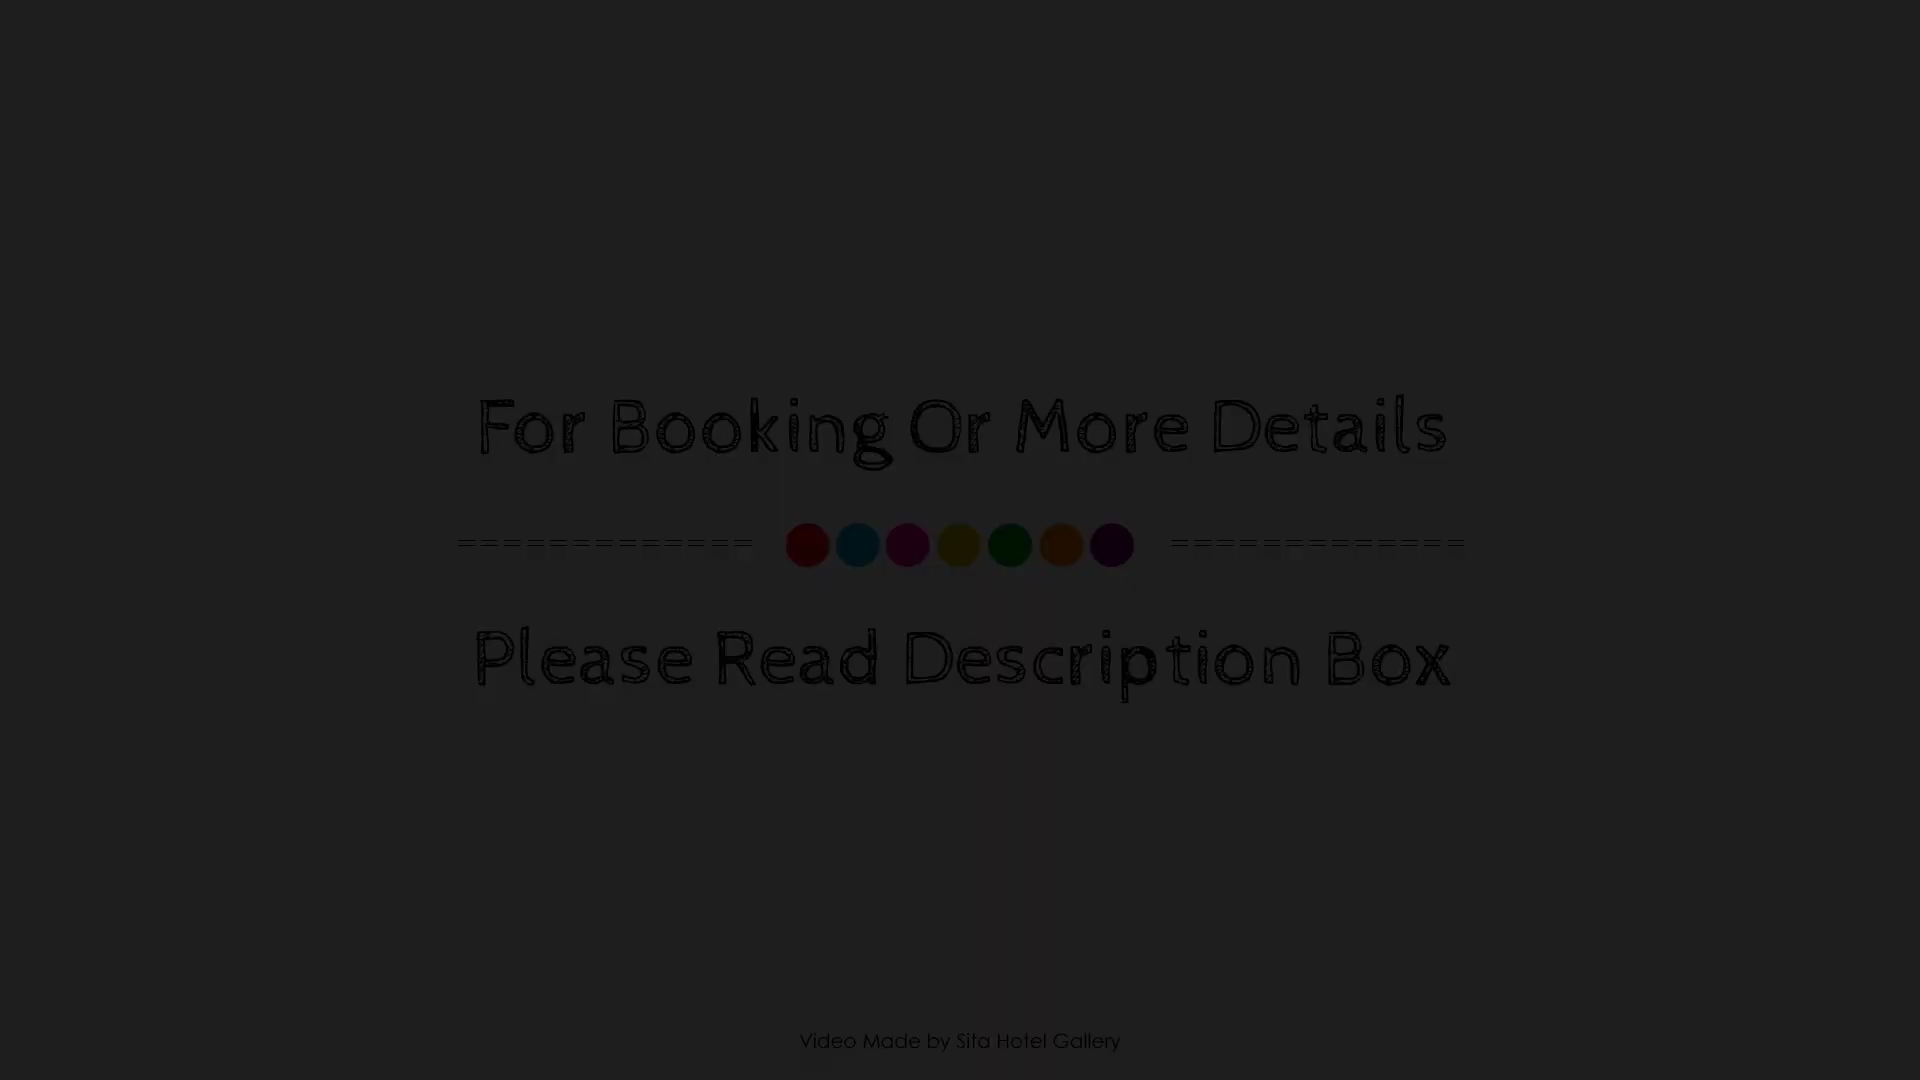 For Booking Or More Details
============= =============
Please Read Description Box
Video Made by Sita Hotel Gallery